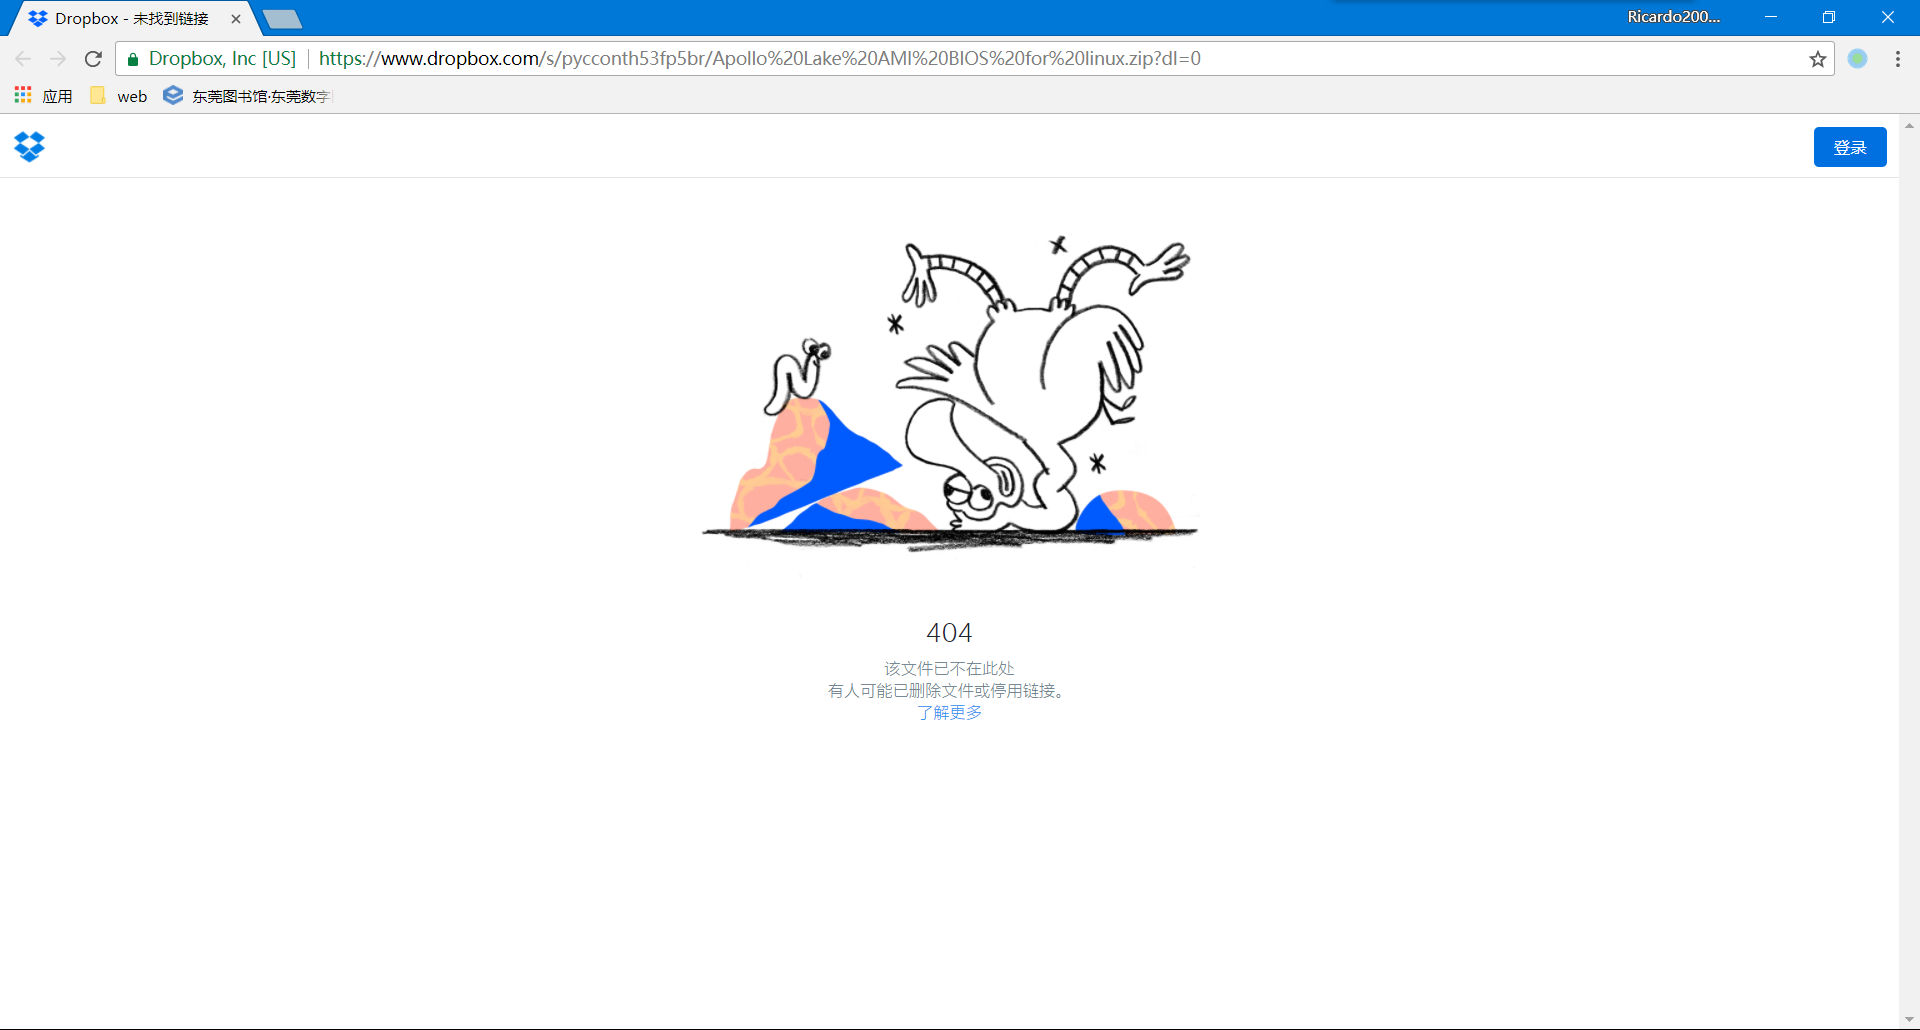 Dropbox - 未找到链接
Ricardo200...
Dropbox, Inc [US]
https://www.dropbox.com/s/pycconth53fp5br/Apollo%20Lake%20AMI%20BIOS%20for%20linux.zip?dl=0
应用
web
东莞图书馆·东莞数字
登录
404
该文件已不在此处
有人可能已删除文件或停用链接。
了解更多